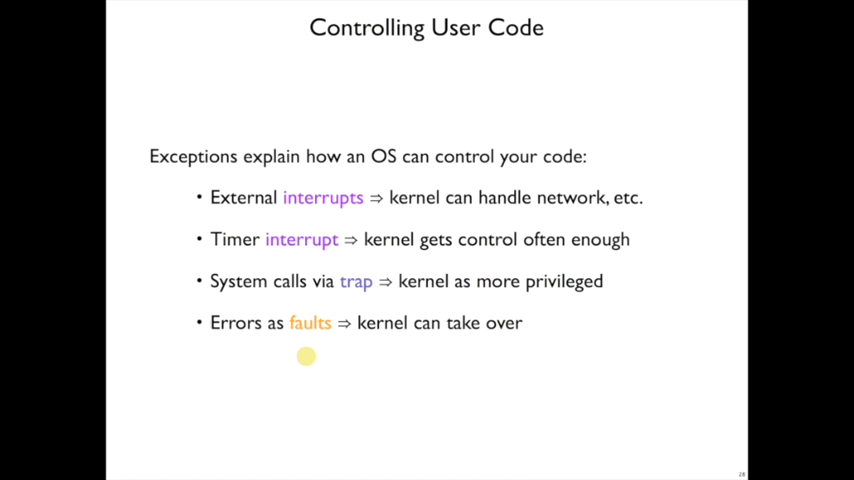 Controlling User Code
Exceptions explain how an OS can control your code:
• External interrupts ⇒ kernel can handle network, etc.
• Timer interrupt ⇒ kernel gets control often enough
• System calls via trap ⇒ kernel as more privileged
• Errors as faults ⇒ kernel can take over